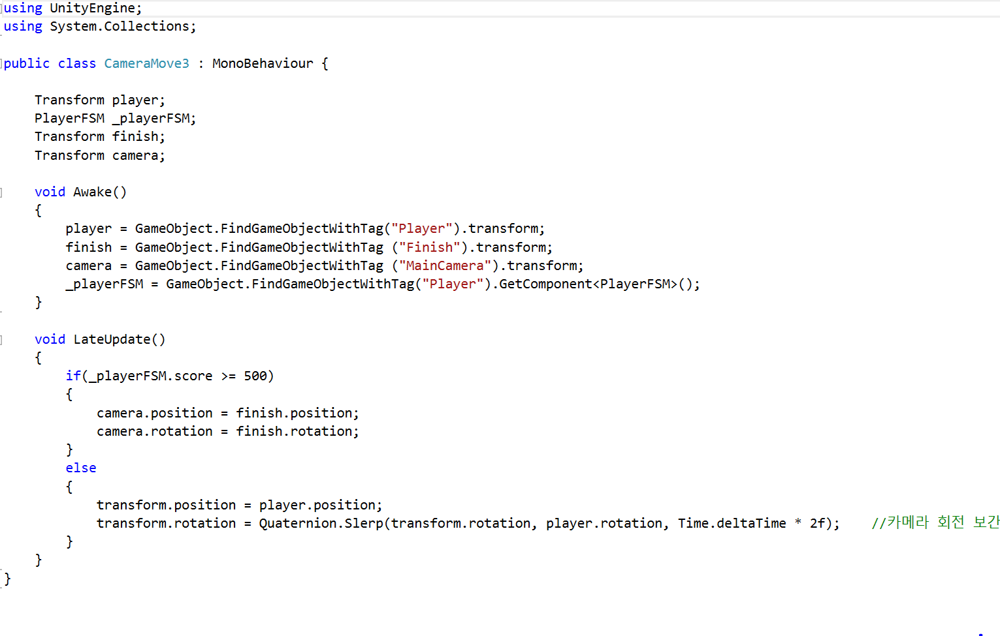 using UnityEngine;
using System.Collections;
public class CameraMove3 : MonoBehaviour {
Transform player;
PlayerFSM _playerFSM;
Transform finish;
Transform camera;
void Awake()
{
player = GameObject.FindGameObjectWithTag("Player").transform;
finish = GameObject.FindGameObjectWithTag ("Finish").transform;
camera = GameObject.FindGameObjectWithTag ("MainCamera").transform;
_playerFSM = GameObject.FindGameObjectWithTag("Player").GetComponent<PlayerFSM>();
}
void LateUpdate()
{
if(_playerFSM.score >= 500)
{
camera.position = finish.position;
camera.rotation = finish.rotation;
}
else
{
transform.position = player.position;
transform.rotation = Quaternion.Slerp(transform.rotation, player.rotation, Time.deltaTime * 2f); //카메라 회전 보간
}
}
}